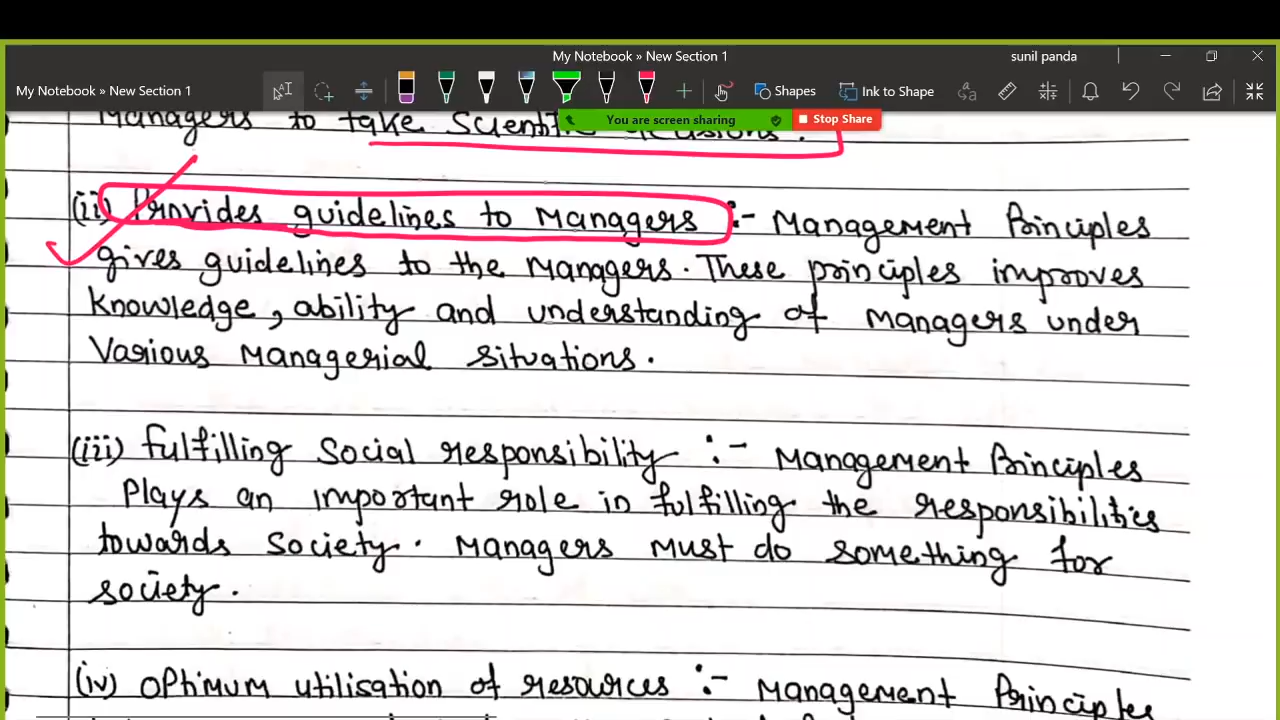 My Notebook » New Section 1
sunil panda
My Notebook » New Section 1
Shapes
Ink to Shape
You are screen sharing
Stop Share
Managers to take Scientific decisions.
(ii) Provides guidelines to Managers :- Management Principles
gives guidelines to the Managers. These principles improves
knowledge, ability and understanding of Managers under
Various Managerial situations.
(iii) Fulfilling Social responsibility :- Management Principles
Plays an important role in fulfilling the responsibilities
towards Society. Managers must do something for
society.
(iv) Optimum utilisation of resources :- Management Principles